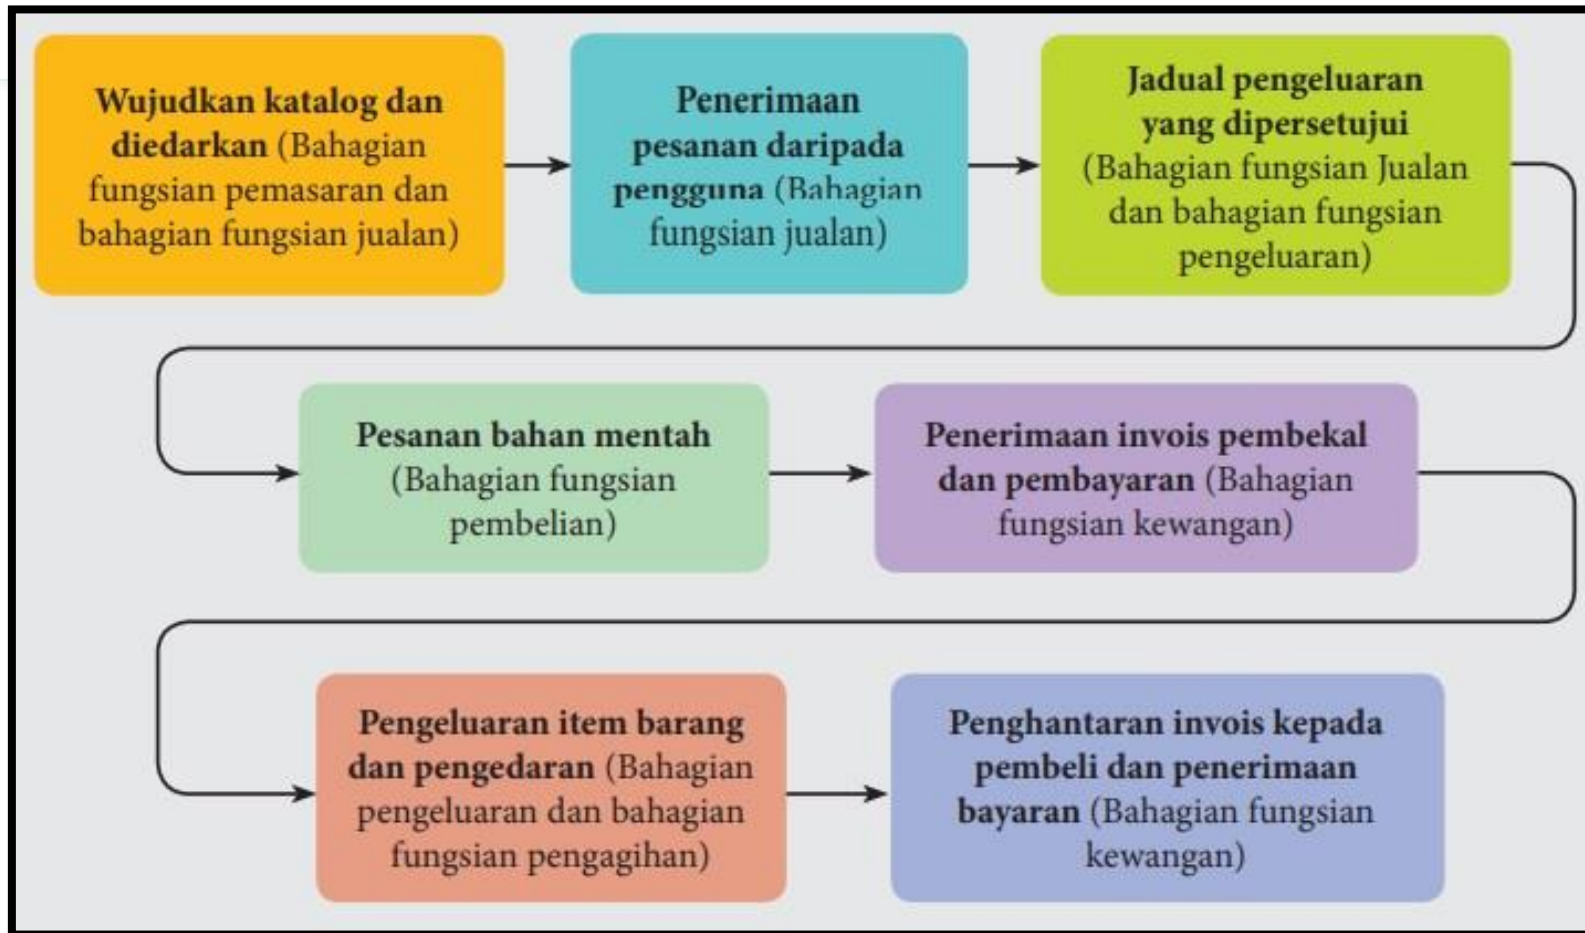 Wujudkan katalog dan
diedarkan (Bahagian
fungsian pemasaran dan
bahagian fungsian jualan)
Penerimaan
pesanan daripada
pengguna (Bahagian
fungsian jualan)
Jadual pengeluaran
yang dipersetujui
(Bahagian fungsian Jualan
dan bahagian fungsian
pengeluaran)
Pesanan bahan mentah
(Bahagian fungsian
pembelian)
Penerimaan invois pembekal
dan pembayaran (Bahagian
fungsian kewangan)
Pengeluaran item barang
dan pengedaran (Bahagian
pengeluaran dan bahagian
fungsian pengagihan)
Penghantaran invois kepada
pembeli dan penerimaan
bayaran (Bahagian fungsian
kewangan)